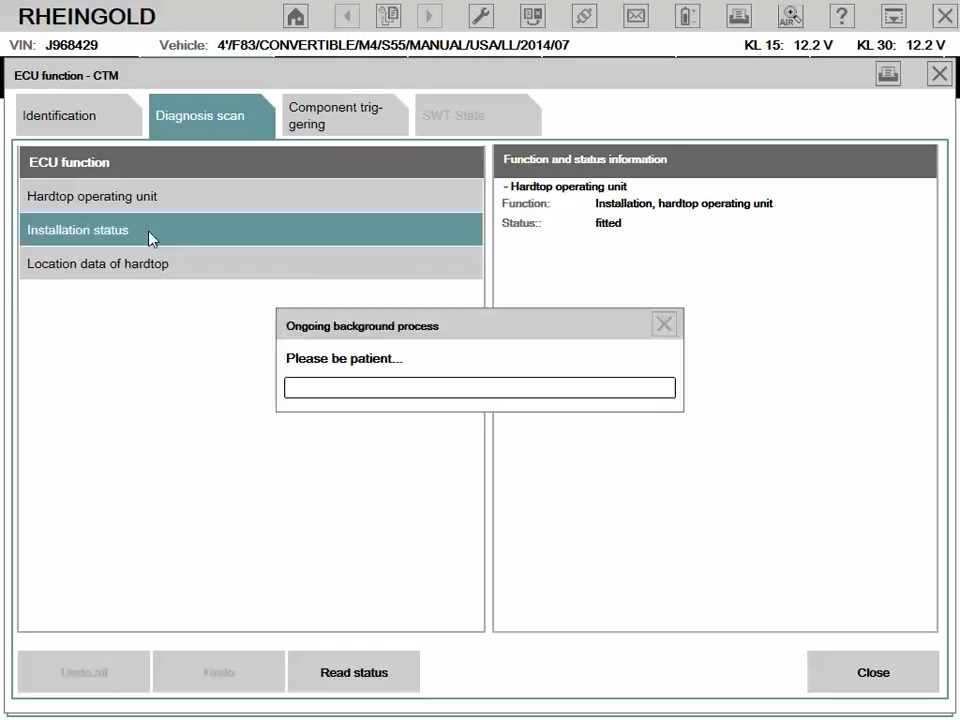 RHEINGOLD
AIR
?
VIN: J968429 Vehicle: 4'/F83/CONVERTIBLE/M4/S55/MANUAL/USA/LL/2014/07 KL 15: 12.2 V KL 30: 12.2 V
ECU function - CTM
Identification
Diagnosis scan
Component trig-
gering
SWT State
ECU function
Hardtop operating unit
Installation status
Location data of hardtop
Function and status information
- Hardtop operating unit
Function: Installation, hardtop operating unit
Status:: fitted
Ongoing background process
Please be patient...
Undo all
Undo
Read status
Close